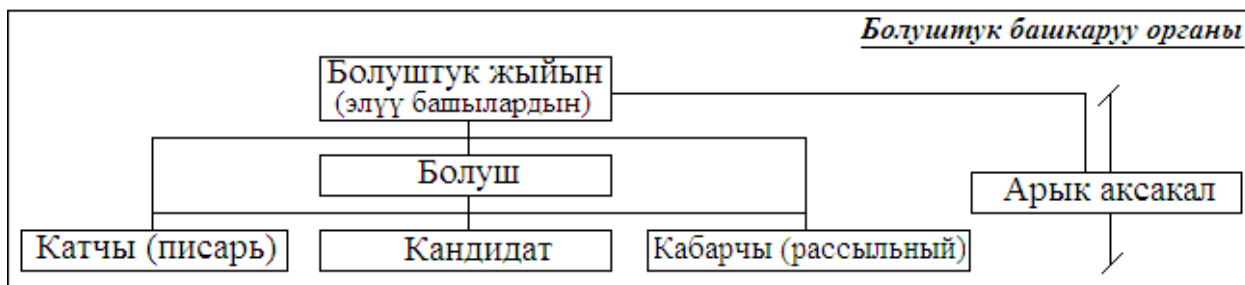 Болуштук башкаруу органы
Болуштук жыйын
(элүү башылардын)
Болуш
Арык аксакал
Катчы (писарь)
Кандидат
Кабарчы (рассыльный)